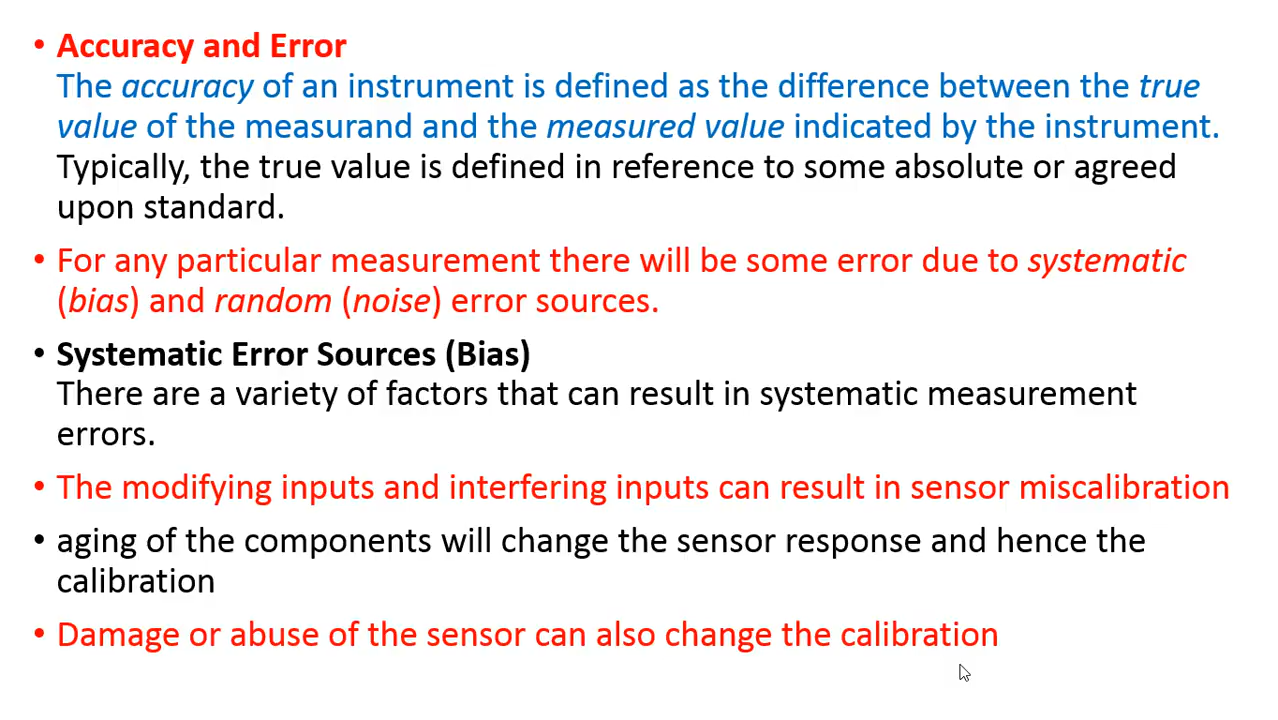 • Accuracy and Error
The accuracy of an instrument is defined as the difference between the true
value of the measurand and the measured value indicated by the instrument.
Typically, the true value is defined in reference to some absolute or agreed
upon standard.
• For any particular measurement there will be some error due to systematic
(bias) and random (noise) error sources.
• Systematic Error Sources (Bias)
There are a variety of factors that can result in systematic measurement
errors.
• The modifying inputs and interfering inputs can result in sensor miscalibration
• aging of the components will change the sensor response and hence the
calibration
• Damage or abuse of the sensor can also change the calibration